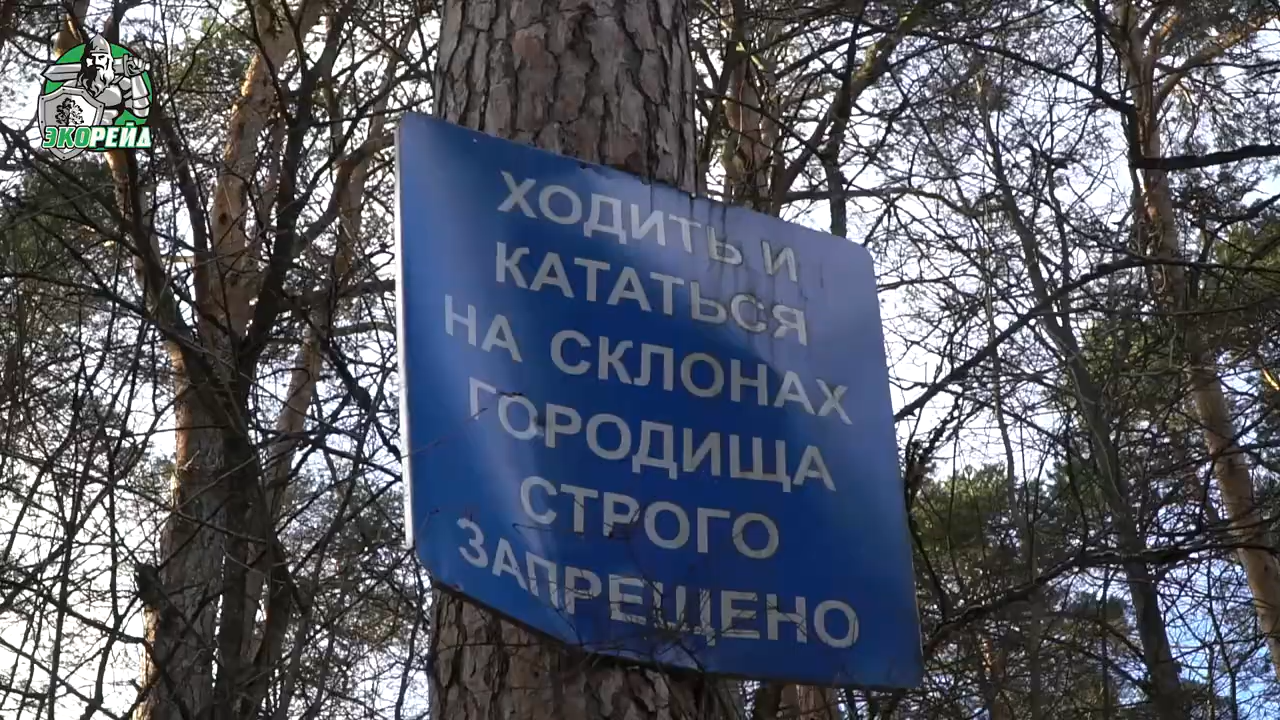 ЭКОРЕЙД
ХОДИТЬ И
КАТАТЬСЯ
НА СКЛОНАХ
ГОРОДИЩА
СТРОГО
ЗАПРЕЩЕНО